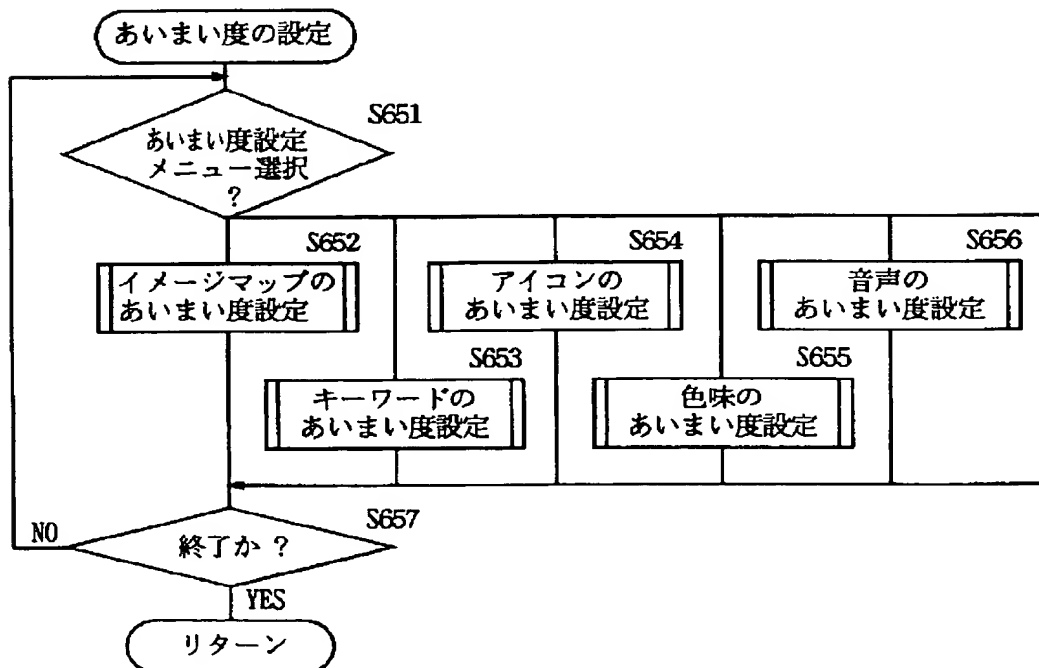 あいまい度の設定
S651
あいまい度設定
メニュー選択
?
S652
イメージマップの
あいまい度設定
S654
アイコンの
あいまい度設定
S656
音声の
あいまい度設定
S653
キーワードの
あいまい度設定
S655
色味の
あいまい度設定
S657
終了か ?
NO
YES
リターン